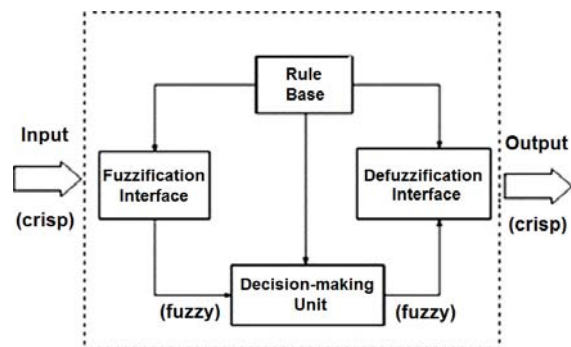 Rule
Base
Input
(crisp)
Fuzzification
Interface
Defuzzification
Interface
Output
(crisp)
(fuzzy)
Decision-making
Unit
(fuzzy)